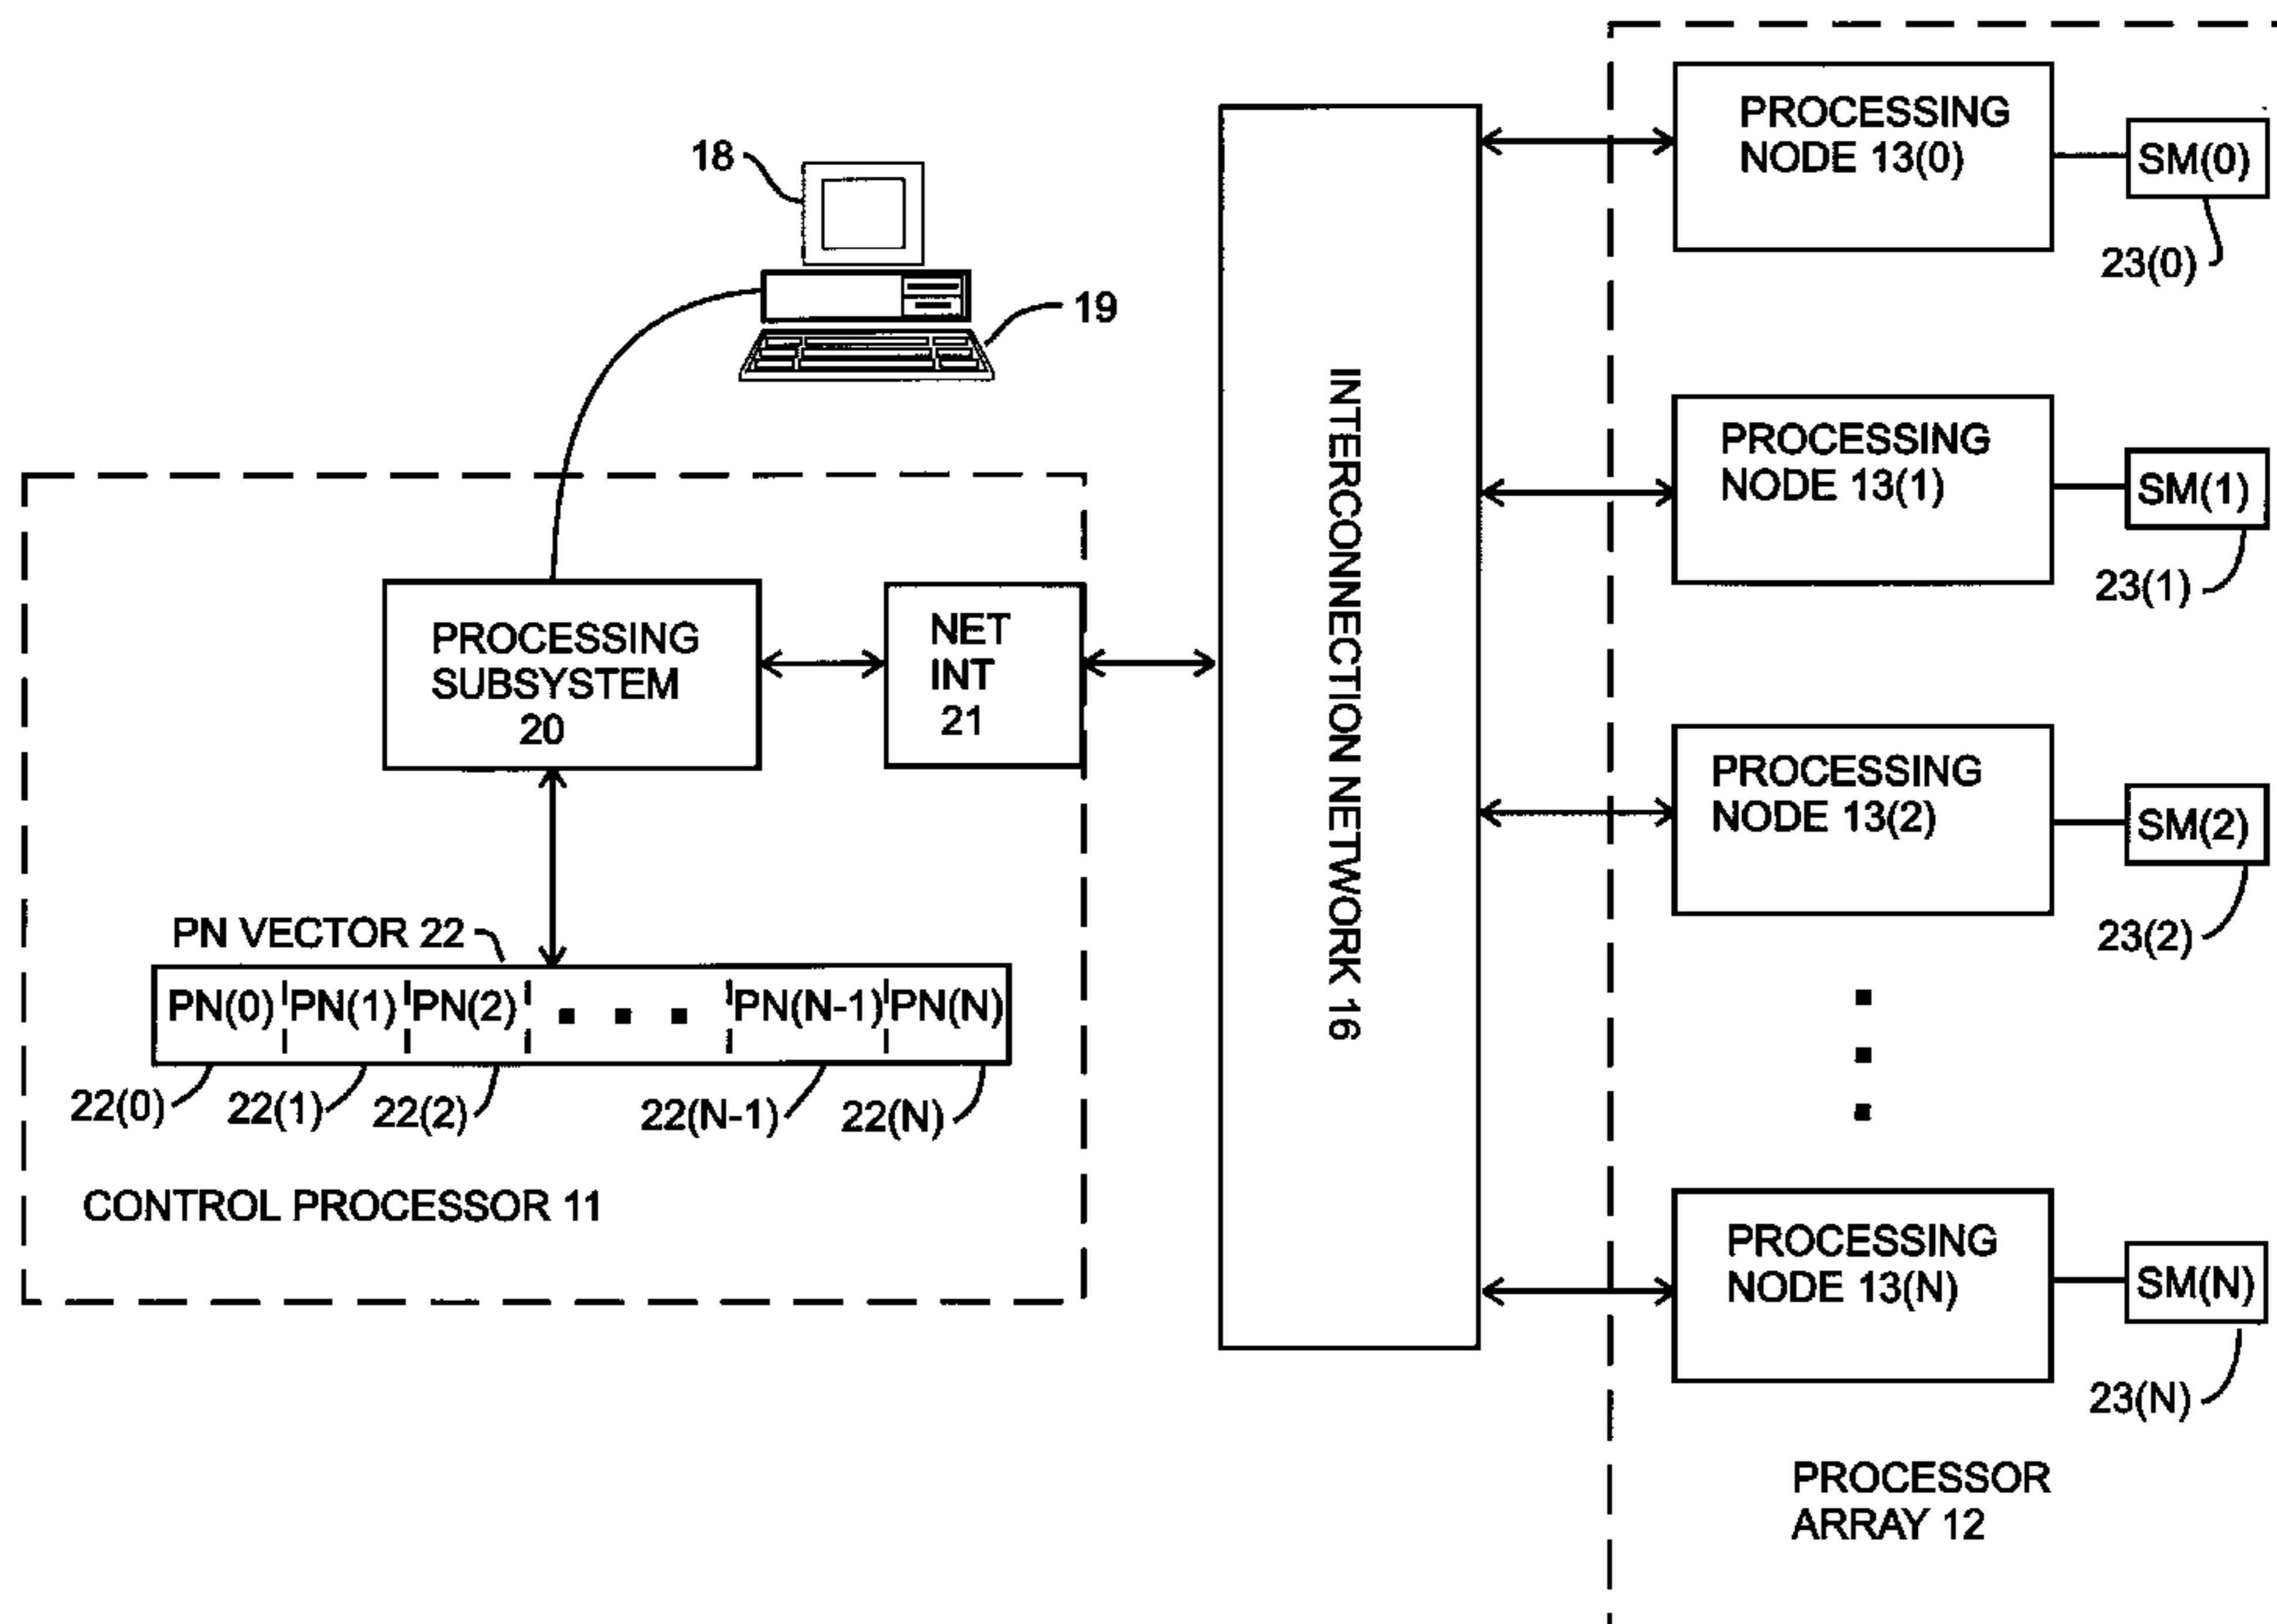 18
19
PROCESSING
SUBSYSTEM
20
NET
INT
21
PN VECTOR 22
PN(0) PN(1) PN(2) PN(N-1) PN(N)
22(0) 22(1) 22(2) 22(N-1) 22(N)
CONTROL PROCESSOR 11
INTERCONNECTION NETWORK 16
PROCESSING
NODE 13(0)
SM(0)
23(0)
PROCESSING
NODE 13(1)
SM(1)
23(1)
PROCESSING
NODE 13(2)
SM(2)
23(2)
PROCESSING
NODE 13(N)
SM(N)
23(N)
PROCESSOR
ARRAY 12